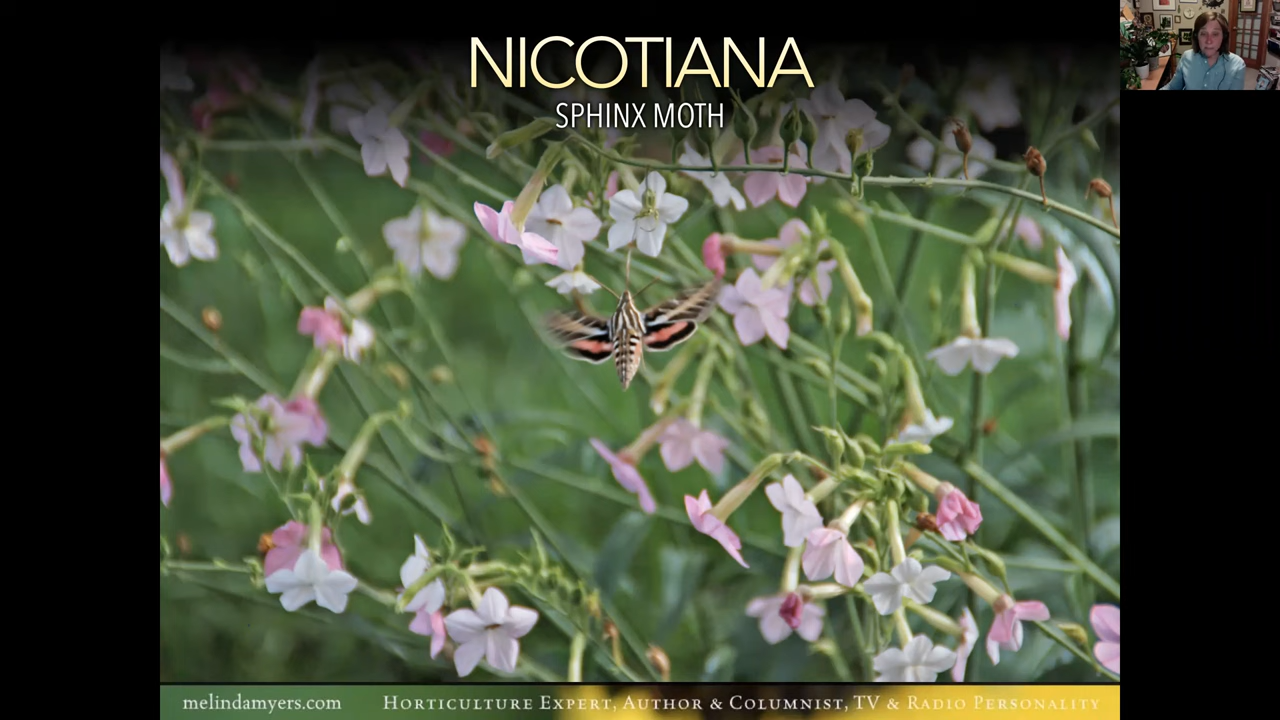 NICOTIANA
SPHINX MOTH
melindamyers.com
HORTICULTURE EXPERT, AUTHOR & COLUMNIST, TV & RADIO PERSONALITY